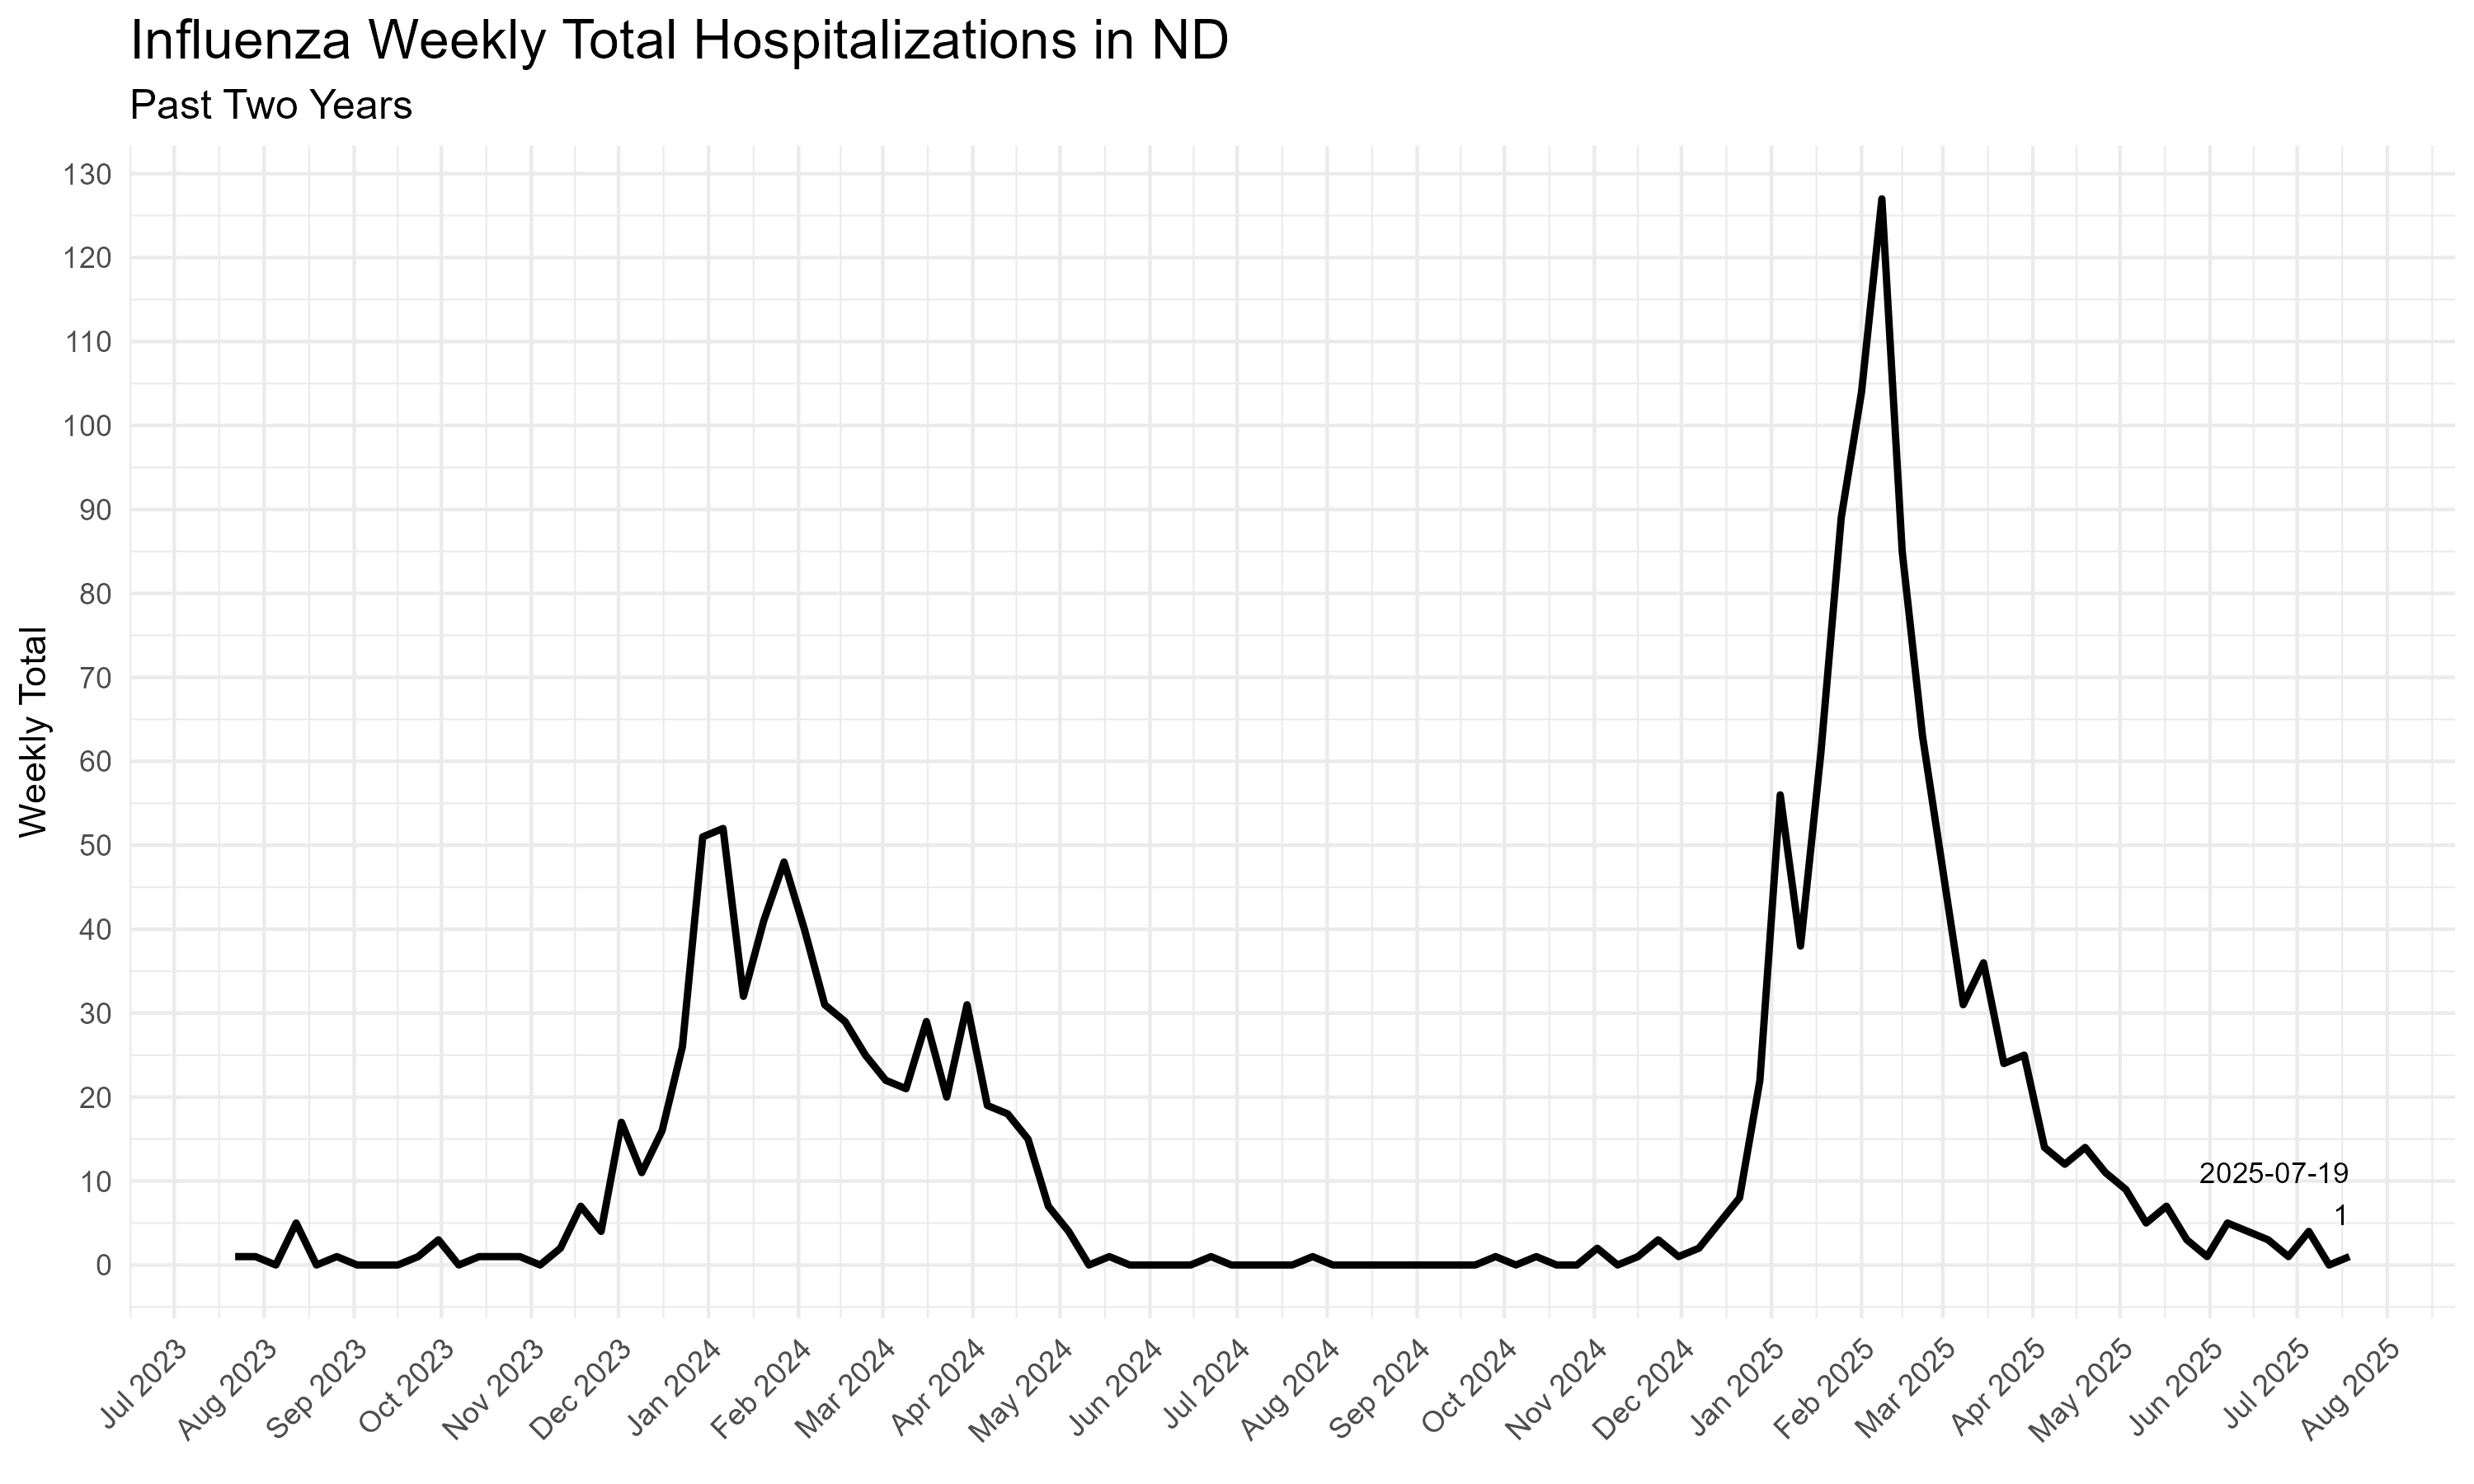 Influenza Weekly Total Hospitalizations in ND
Past Two Years
Weekly Total
130
120
110
100
90
80
70
60
50
40
30
20
10
0
2025-07-19
1
Jul 2023
Aug 2023
Sep 2023
Oct 2023
Nov 2023
Dec 2023
Jan 2024
Feb 2024
Mar 2024
Apr 2024
May 2024
Jun 2024
Jul 2024
Aug 2024
Sep 2024
Oct 2024
Nov 2024
Dec 2024
Jan 2025
Feb 2025
Mar 2025
Apr 2025
May 2025
Jun 2025
Jul 2025
Aug 2025